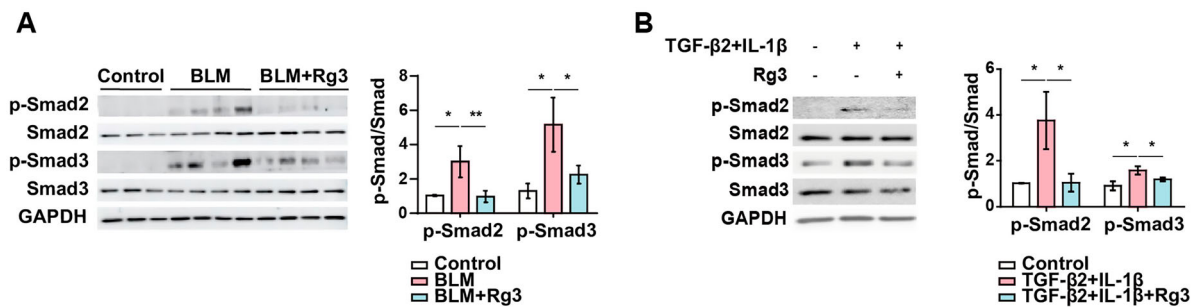 A
Control BLM BLM+Rg3
p-Smad2
Smad2
p-Smad3
Smad3
GAPDH
p-Smad/Smad
8
6
4
2
0
* ** * *
p-Smad2 p-Smad3
Control
BLM
BLM+Rg3
B
TGF-β2+IL-1β - + +
Rg3 - - +
p-Smad2
Smad2
p-Smad3
Smad3
GAPDH
p-Smad/Smad
6
4
2
0
* * * *
p-Smad2 p-Smad3
Control
TGF-β2+IL-1β
TGF-β2+IL-1β+Rg3